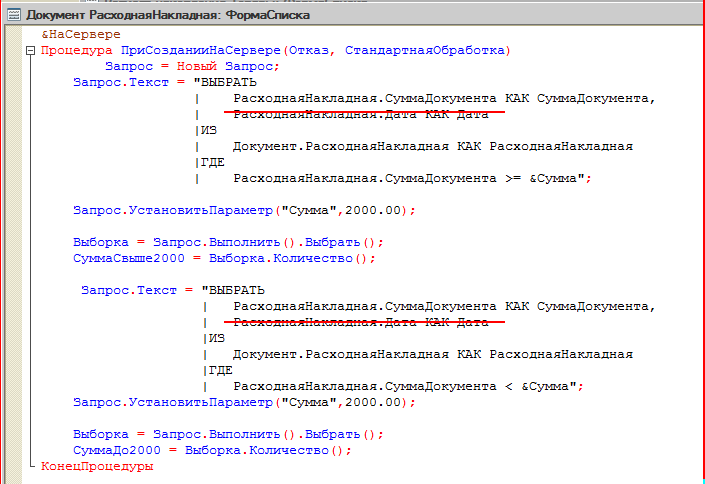 Документ РасходнаяНакладная: ФормаСписка
&НаСервере
Процедура ПриСозданииНаСервере(Отказ, СтандартнаяОбработка)
Запрос = Новый Запрос;
Запрос.Текст = "ВЫБРАТЬ
| РасходнаяНакладная.СуммаДокумента КАК СуммаДокумента,
| РасходнаяНакладная.Дата КАК Дата
|ИЗ
| Документ.РасходнаяНакладная КАК РасходнаяНакладная
|ГДЕ
| РасходнаяНакладная.СуммаДокумента >= &Сумма";
Запрос.УстановитьПараметр("Сумма",2000.00);
Выборка = Запрос.Выполнить().Выбрать();
СуммаСвыше2000 = Выборка.Количество();
Запрос.Текст = "ВЫБРАТЬ
| РасходнаяНакладная.СуммаДокумента КАК СуммаДокумента,
| РасходнаяНакладная.Дата КАК Дата
|ИЗ
| Документ.РасходнаяНакладная КАК РасходнаяНакладная
|ГДЕ
| РасходнаяНакладная.СуммаДокумента < &Сумма";
Запрос.УстановитьПараметр("Сумма",2000.00);
Выборка = Запрос.Выполнить().Выбрать();
СуммаДо2000 = Выборка.Количество();
КонецПроцедуры